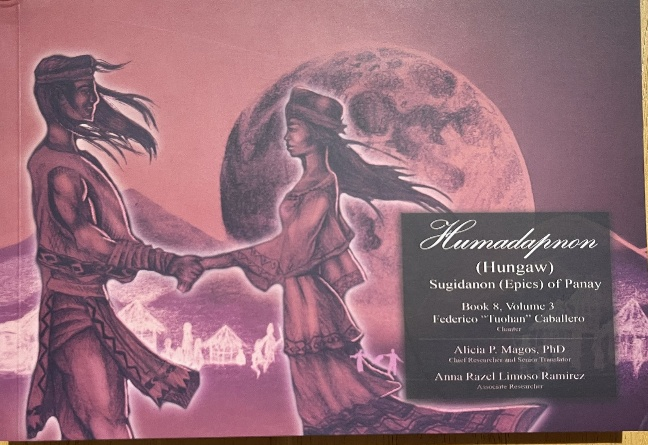 Humadapnon
(Hungaw)
Sugidanon (Epics) of Panay
Book 8, Volume 3
Federico "Tuohan" Caballero
Chanter
Alicia P. Magos, PhD
Chief Researcher and Senior Translator
Anna Razel Limoso Ramirez
Associate Researcher